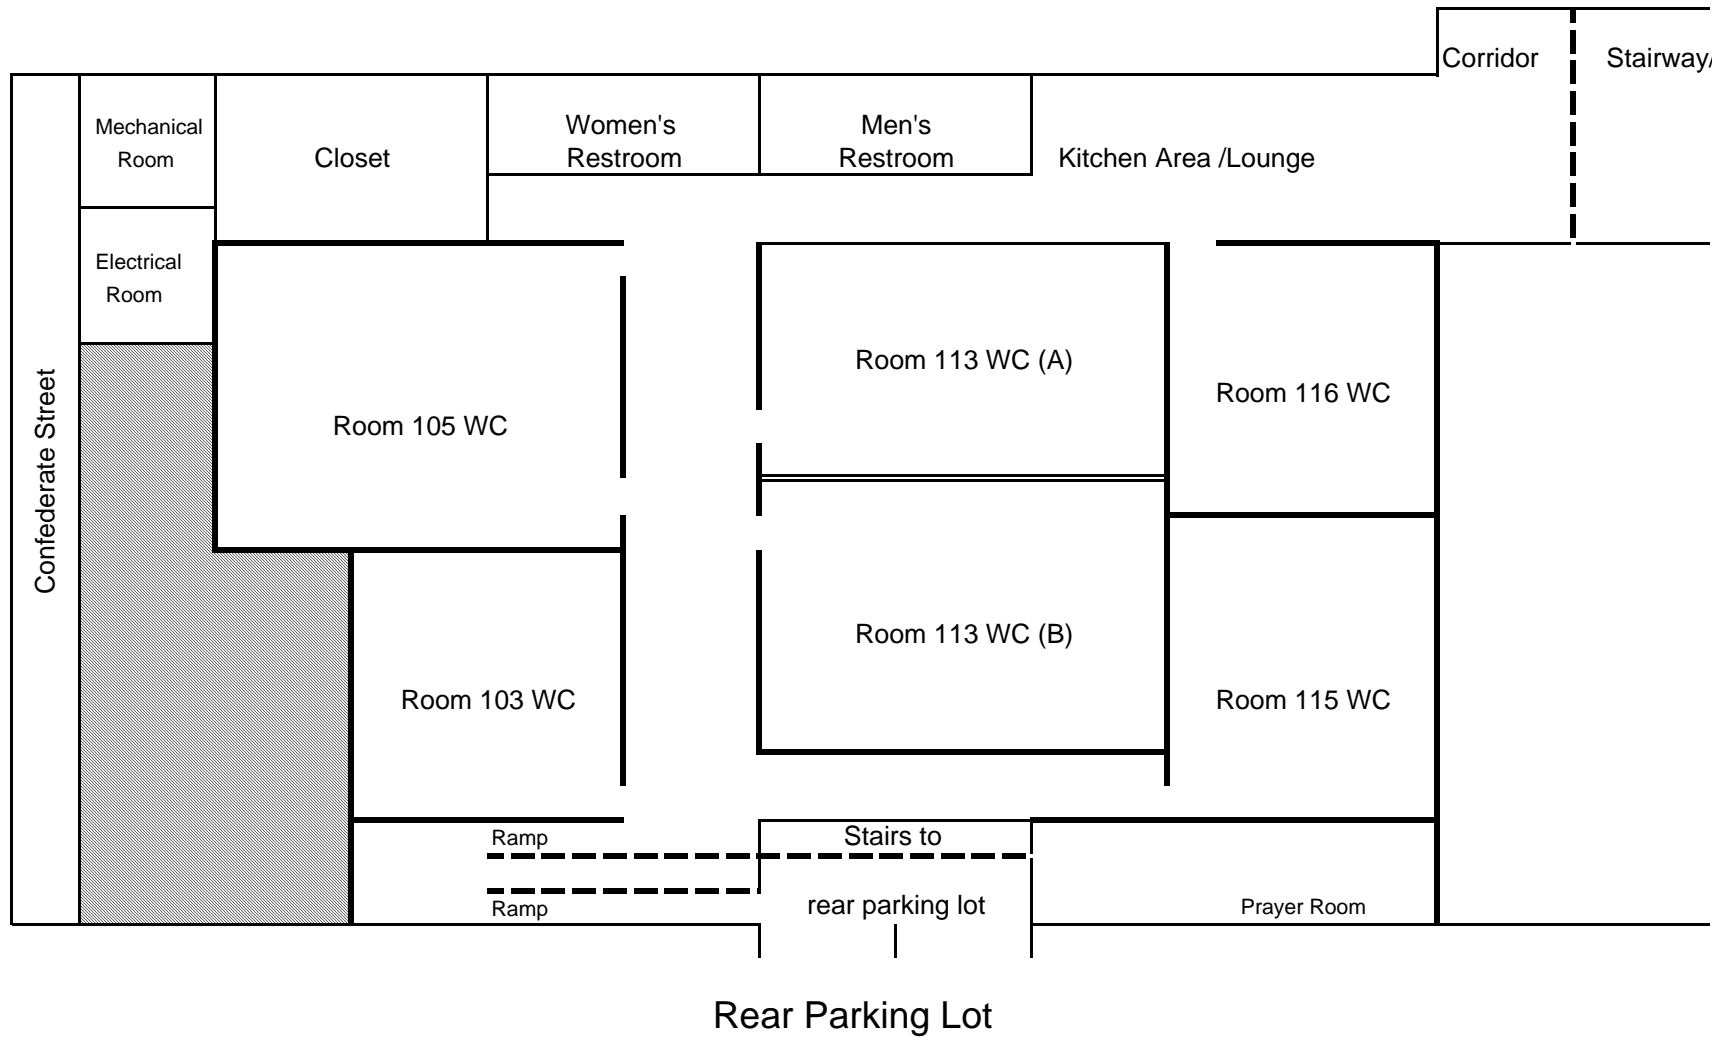 Corridor
Stairway/
Mechanical
Room
Closet
Women's
Restroom
Men's
Restroom
Kitchen Area /Lounge
Electrical
Room
Confederate Street
Room 105 WC
Room 113 WC (A)
Room 116 WC
Room 103 WC
Room 113 WC (B)
Room 115 WC
Ramp
Stairs to
Ramp
rear parking lot
Prayer Room
Rear Parking Lot